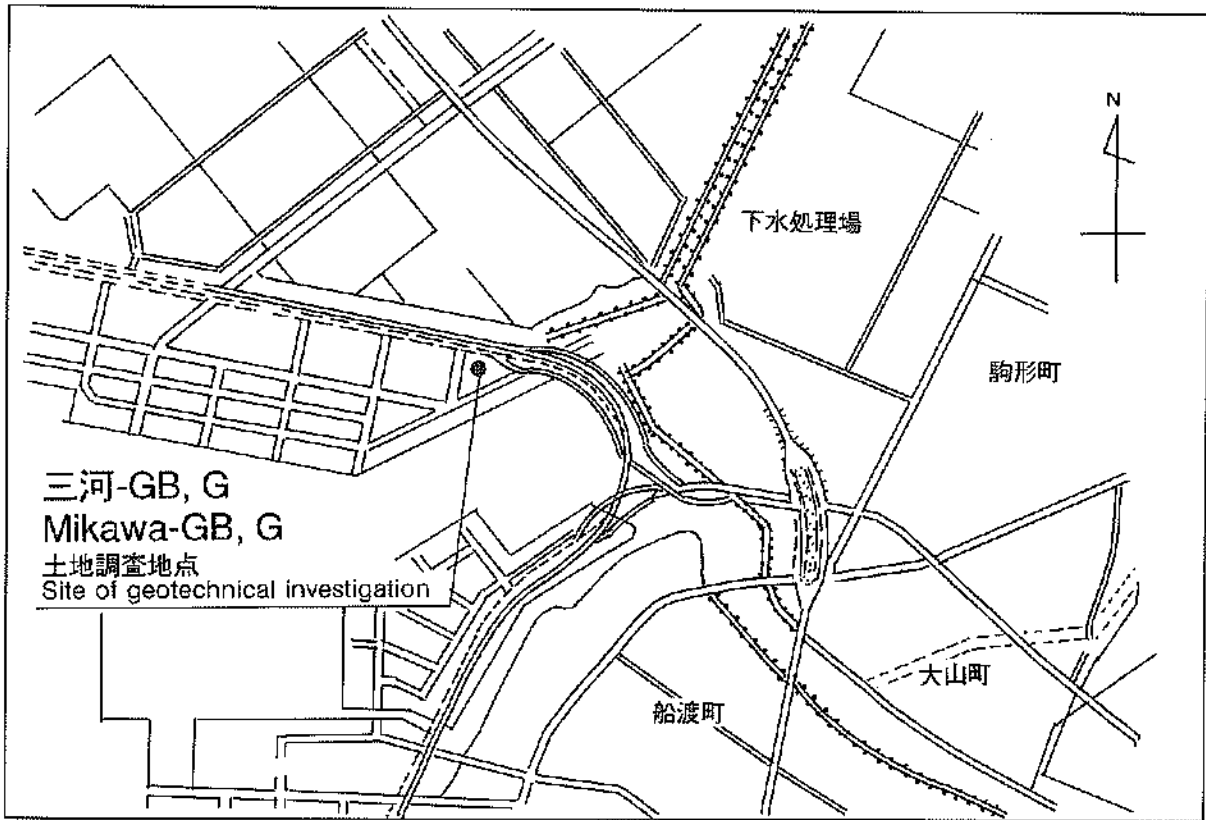 N
下水処理場
駒形町
三河-GB, G
Mikawa-GB, G
土地調査地点
Site of geotechnical investigation
大山町
船渡町